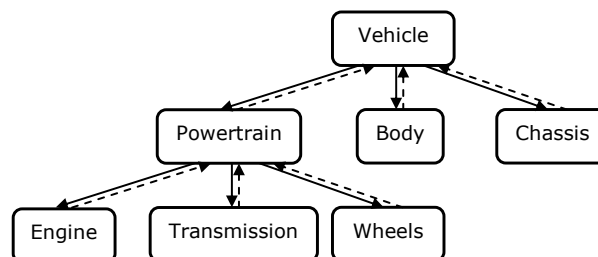 Vehicle
Powertrain
Body
Chassis
Engine
Transmission
Wheels